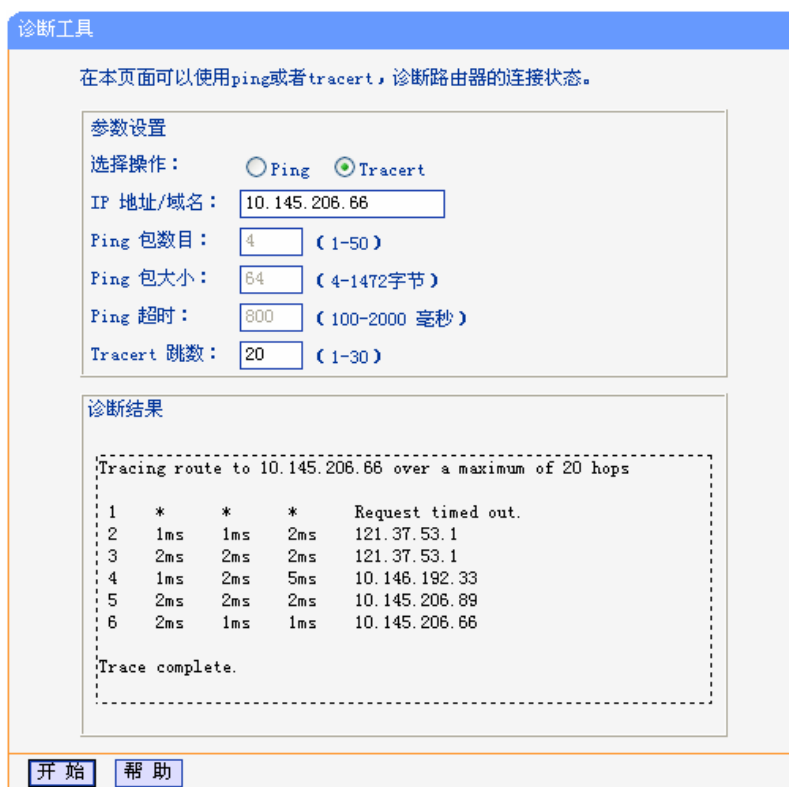 诊断工具
在本页面可以使用ping或者tracert，诊断路由器的连接状态。
参数设置
选择操作： Ping Tracert
IP 地址/域名： 10.145.206.66
Ping 包数目： 4 （1-50）
Ping 包大小： 64 （4-1472字节）
Ping 超时： 800 （100-2000 毫秒）
Tracert 跳数： 20 （1-30）
诊断结果
Tracing route to 10.145.206.66 over a maximum of 20 hops
1 * * * Request timed out.
2 1ms 1ms 2ms 121.37.53.1
3 2ms 2ms 2ms 121.37.53.1
4 1ms 2ms 5ms 10.146.192.33
5 2ms 2ms 2ms 10.145.206.89
6 2ms 1ms 1ms 10.145.206.66
Trace complete.
开 始 帮 助